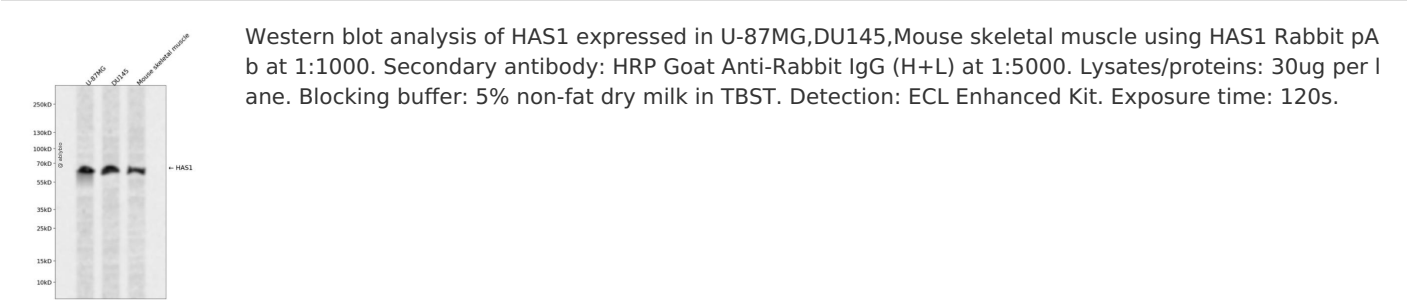 Western blot analysis of HAS1 expressed in U-87MG,DU145,Mouse skeletal muscle using HAS1 Rabbit pA
b at 1:1000. Secondary antibody: HRP Goat Anti-Rabbit IgG (H+L) at 1:5000. Lysates/proteins: 30ug per l
ane. Blocking buffer: 5% non-fat dry milk in TBST. Detection: ECL Enhanced Kit. Exposure time: 120s.
U-87MG
DU145
Mouse skeletal muscle
250kD
130kD
100kD
70kD
← HAS1
55kD
35kD
25kD
15kD
10kD